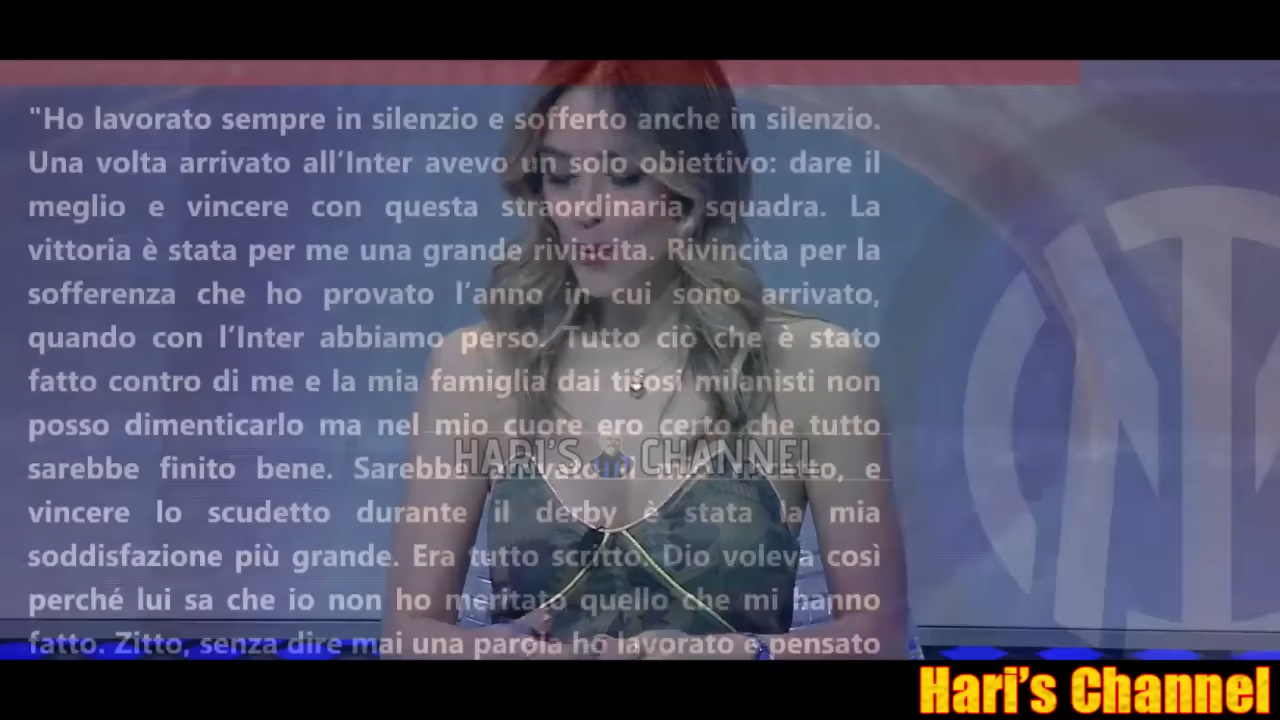 "Ho lavorato sempre in silenzio e sofferto anche in silenzio.
Una volta arrivato all'Inter avevo un solo obiettivo: dare il
meglio e vincere con questa straordinaria squadra. La
vittoria è stata per me una grande rivincita. Rivincita per la
sofferenza che ho provato l'anno in cui sono arrivato,
quando con l'Inter abbiamo perso. Tutto ciò che è stato
fatto contro di me e la mia famiglia dai tifosi milanisti non
posso dimenticarlo ma nel mio cuore ero certo che tutto
sarebbe finito bene. Sarebbe arrivato e
HARI'S CHANNEL
vincere lo scudetto durante il derby è stata la mia
soddisfazione più grande. Era tutto scritto. Dio voleva così
perché lui sa che io non ho meritato quello che mi hanno
fatto. Zitto, senza dire mai una parola ho lavorato e pensato
Hari's Channel